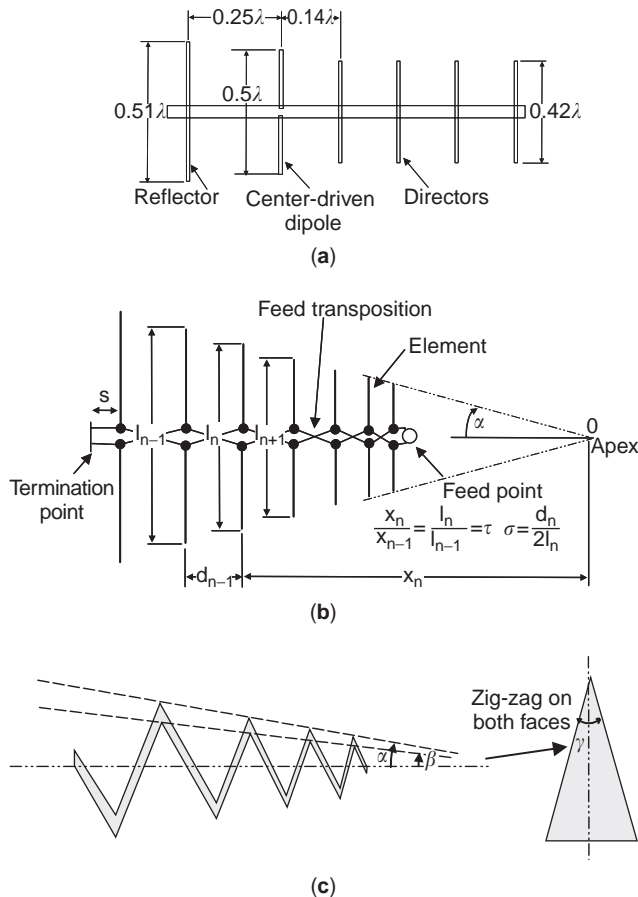 0.25λ
0.14λ
0.51λ
0.5λ
0.42λ
Reflector
Center-driven
dipole
Directors
(a)
Feed transposition
Element
s
l_{n−1}
l_n
l_{n+1}
α
0
Apex
Termination
point
Feed point
x_n/x_{n−1} = l_n/l_{n−1} = τ σ = d_n/2l_n
d_{n−1}
x_n
(b)
Zig-zag on
both faces
α
β
γ
(c)